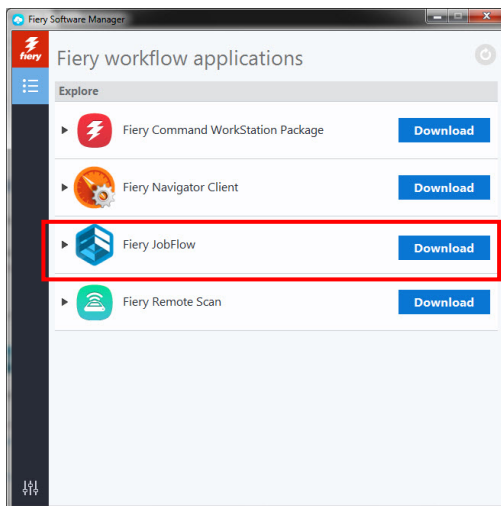 Fiery Software Manager
fiery
Fiery workflow applications
Explore
Fiery Command WorkStation Package
Download
Fiery Navigator Client
Download
Fiery JobFlow
Download
Fiery Remote Scan
Download